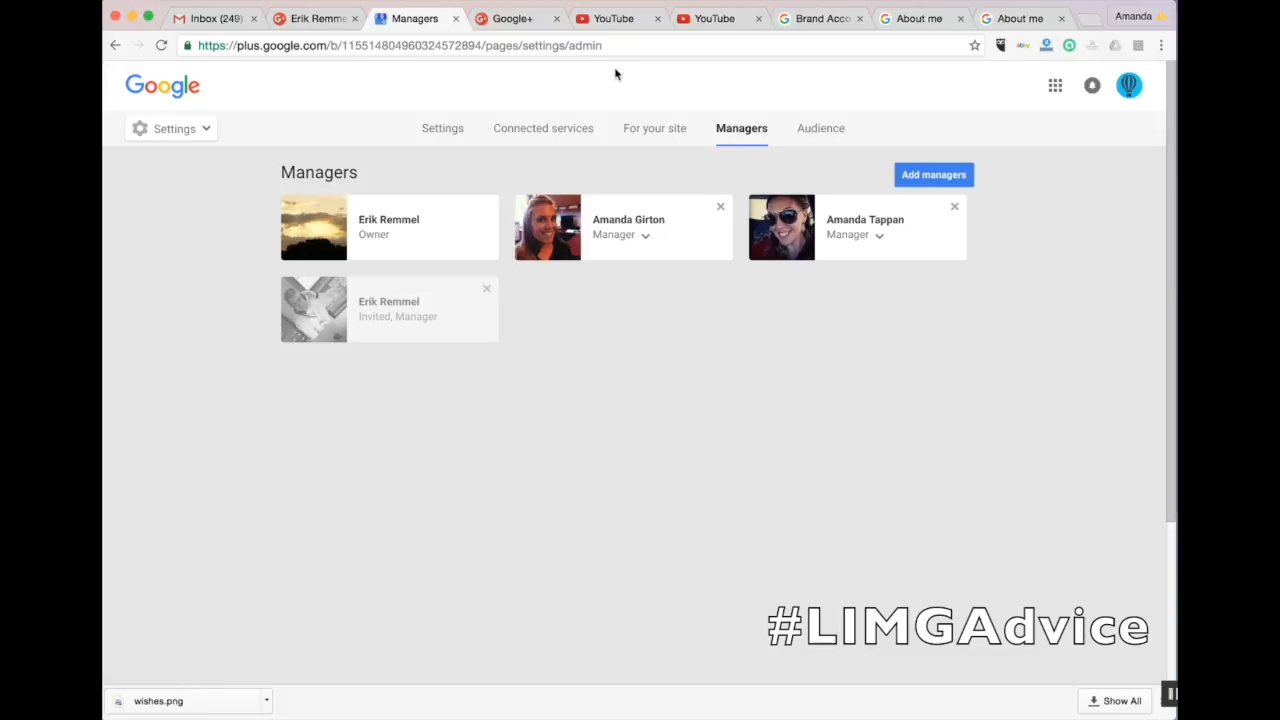 Inbox (249)
Erik Remme
Managers
Google+
YouTube
YouTube
Brand Acco
About me
About me
Amanda
https://plus.google.com/b/115514804960324572894/pages/settings/admin
Google
Settings
Settings
Connected services
For your site
Managers
Audience
Managers
Add managers
Erik Remmel
Owner
Amanda Girton
Manager
Amanda Tappan
Manager
Erik Remmel
Invited, Manager
#LIMGAdvice
wishes.png
Show All